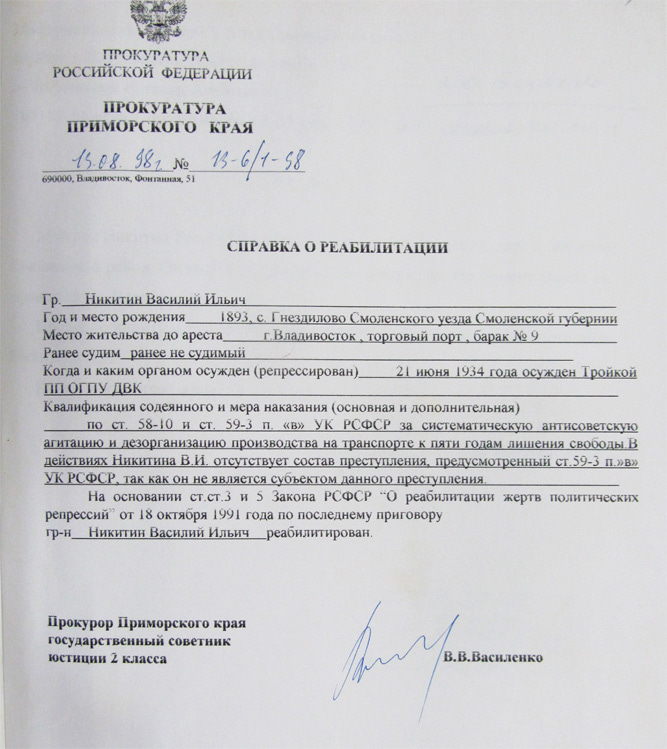 ПРОКУРАТУРА
РОССИЙСКОЙ ФЕДЕРАЦИИ
ПРОКУРАТУРА
ПРИМОРСКОГО КРАЯ
13.08. 98г № 13-6/1-98
690000, Владивосток, Фонтанная, 51
СПРАВКА О РЕАБИЛИТАЦИИ
Гр. Никитин Василий Ильич
Год и место рождения 1893, с. Гнездилово Смоленского уезда Смоленской губернии
Место жительства до ареста г.Владивосток , торговый порт , барак № 9
Ранее судим ранее не судимый
Когда и каким органом осужден (репрессирован) 21 июня 1934 года осужден Тройкой
ПП ОГПУ ДВК
Квалификация содеянного и мера наказания (основная и дополнительная)
по ст. 58-10 и ст. 59-3 п. «в» УК РСФСР за систематическую антисоветскую
агитацию и дезорганизацию производства на транспорте к пяти годам лишения свободы.В
действиях Никитина В.И. отсутствует состав преступления, предусмотренный ст.59-3 п.»в»
УК РСФСР, так как он не является субъектом данного преступления.
На основании ст.ст.3 и 5 Закона РСФСР “О реабилитации жертв политических
репрессий” от 18 октября 1991 года по последнему приговору
гр-н Никитин Василий Ильич реабилитирован.
Прокурор Приморского края
государственный советник
юстиции 2 класса В.В.Василенко